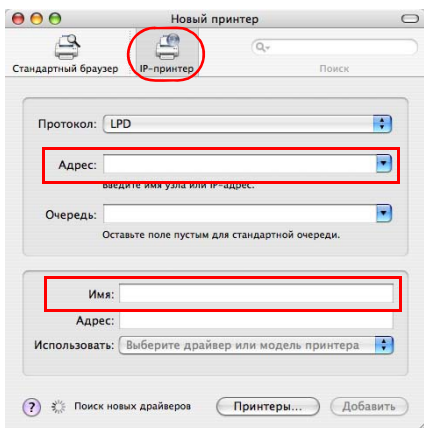 Новый принтер
Стандартный браузер IP-принтер Поиск
Протокол: LPD
Адрес:
Введите имя узла или IP-адрес.
Очередь:
Оставьте поле пустым для стандартной очереди.
Имя:
Адрес:
Использовать: Выберите драйвер или модель принтера
? Поиск новых драйверов Принтеры... Добавить